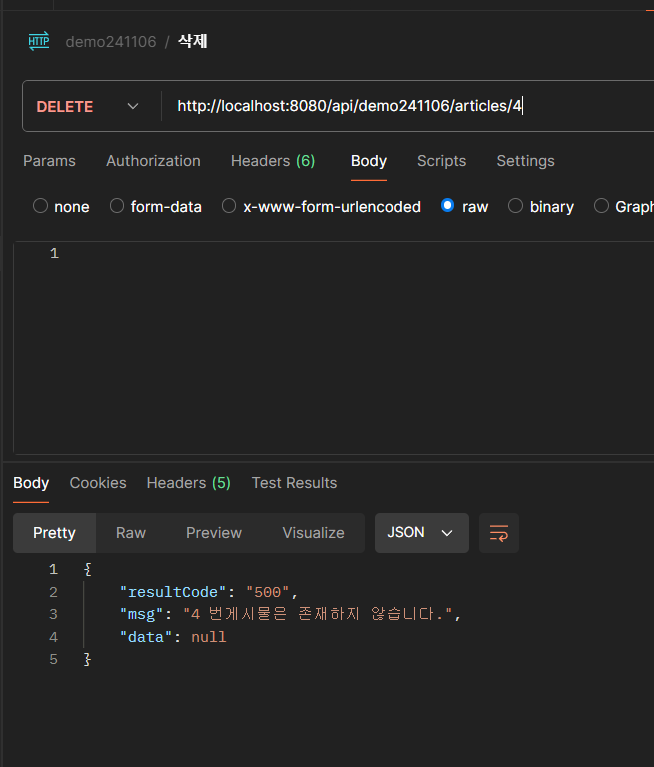 HTTP demo241106 / 삭제
DELETE http://localhost:8080/api/demo241106/articles/4
Params Authorization Headers (6) Body Scripts Settings
none form-data x-www-form-urlencoded raw binary Graph
1
Body Cookies Headers (5) Test Results
Pretty Raw Preview Visualize JSON
1 {
2 "resultCode": "500",
3 "msg": "4 번게시물은 존재하지 않습니다.",
4 "data": null
5 }